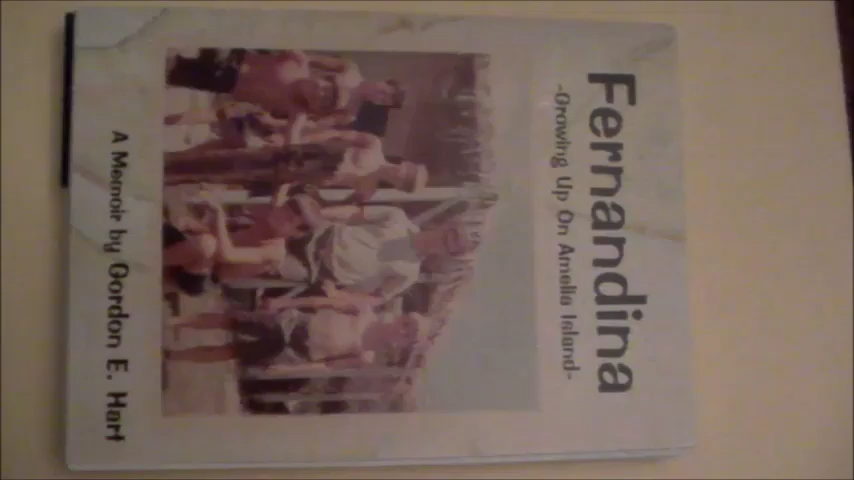 Fernandina
-Growing Up On Amelia Island-
A Memoir by Gordon E. Hart